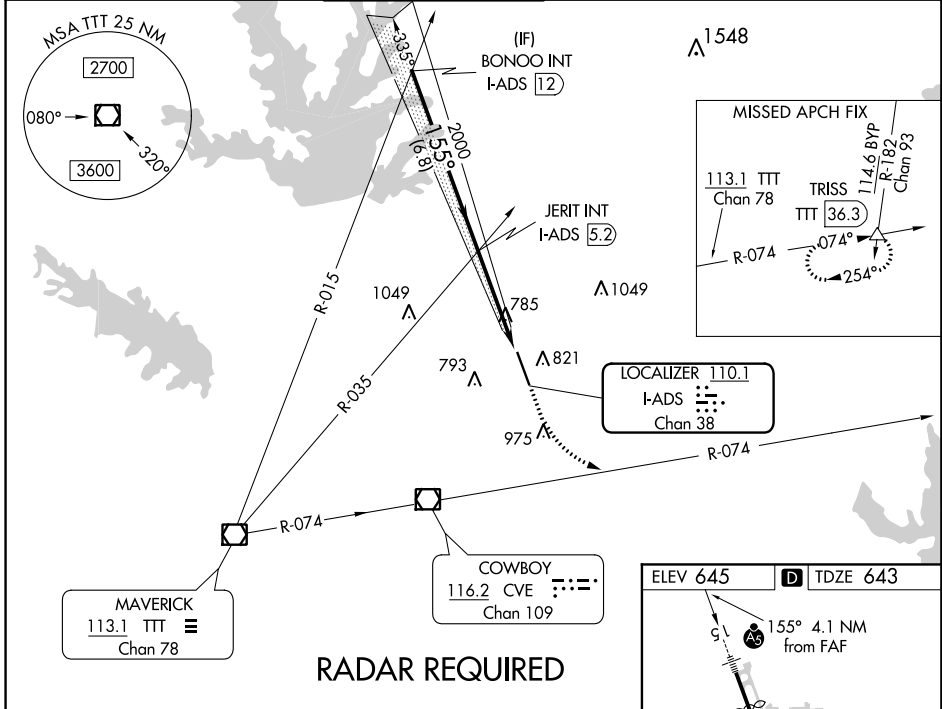 MSA TTT 25 NM
2700
080°
320°
3600
335°
(IF)
BONOO INT
I-ADS 12
1548
155°
2000
(6.8)
JERIT INT
I-ADS 5.2
MISSED APCH FIX
113.1 TTT
Chan 78
TRISS
TTT 36.3
114.6 BYP
R-182
Chan 93
R-074
074°
254°
R-015
R-035
1049
785
1049
793
821
975
LOCALIZER 110.1
I-ADS
Chan 38
R-074
R-074
MAVERICK
113.1 TTT
Chan 78
COWBOY
116.2 CVE
Chan 109
RADAR REQUIRED
ELEV 645
D
TDZE 643
15
A5
155° 4.1 NM
from FAF